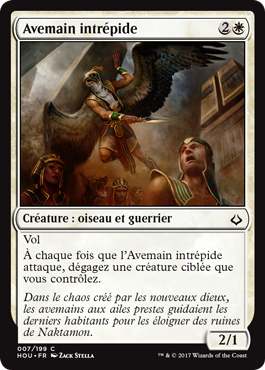 Avemain intrépide 2
Créature : oiseau et guerrier
Vol
À chaque fois que l'Avemain intrépide
attaque, dégagez une créature ciblée que
vous contrôlez.
Dans le chaos créé par les nouveaux dieux,
les avemains aux ailes prestes guidaient les
derniers habitants pour les éloigner des ruines
de Naktamon.
2/1
007/199 C
HOU • FR Zack Stella
™ & © 2017 Wizards of the Coast